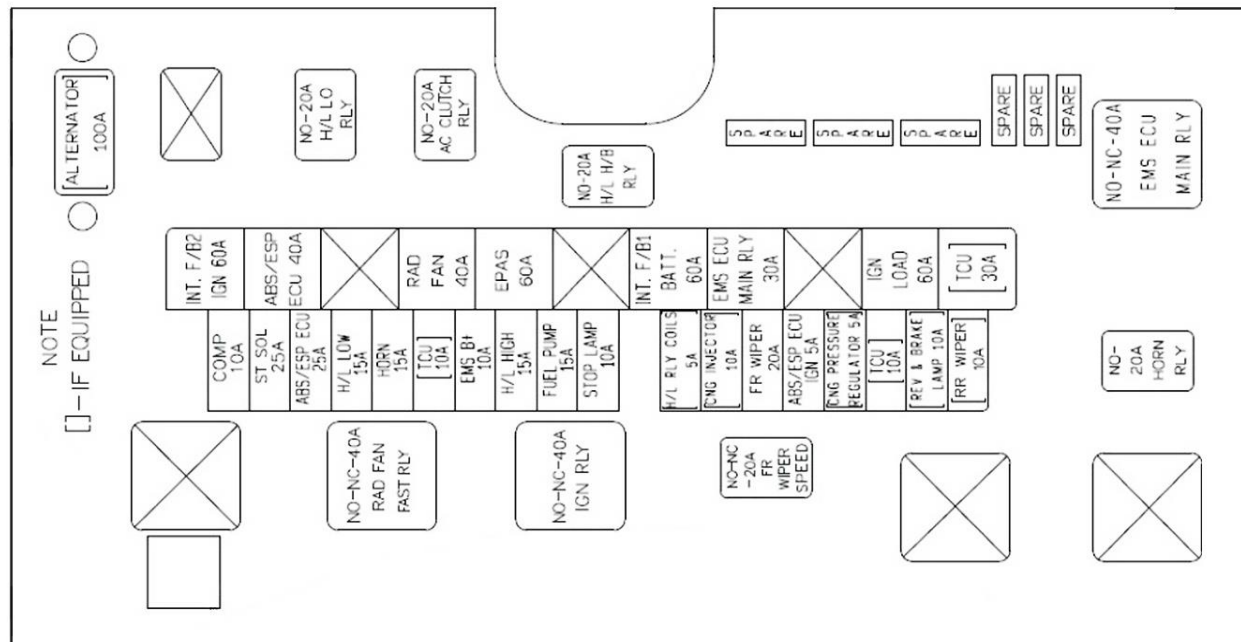 [ALTERNATOR]
100A
NO-20A
H/L LO
RLY
NO-20A
AC CLUTCH
RLY
NO-20A
H/L H/B
RLY
SPARE
SPARE
SPARE
SPARE
SPARE
SPARE
NO-NC-40A
EMS ECU
MAIN RLY
NOTE
[]-IF EQUIPPED
INT. F/B2
IGN 60A
ABS/ESP
ECU 40A
RAD
FAN
40A
EPAS
60A
INT. F/B1
BATT.
60A
EMS ECU
MAIN RLY
30A
IGN
LOAD
60A
[TCU]
30A
COMP
10A
ST SOL
25A
ABS/ESP ECU
25A
H/L LOW
15A
HORN
15A
[TCU]
10A
EMS B+
10A
H/L HIGH
15A
FUEL PUMP
15A
STOP LAMP
10A
[H/L RLY COILS]
5A
[CNG INJECTOR]
10A
FR WIPER
20A
ABS/ESP ECU
IGN 5A
[CNG PRESSURE
REGULATOR 5A]
[TCU]
10A
[REV & BRAKE
LAMP 10A]
[RR WIPER]
10A
NO-
20A
HORN
RLY
NO-NC-40A
RAD FAN
FAST RLY
NO-NC-40A
IGN RLY
NO-NC
-20A
FR
WIPER
SPEED